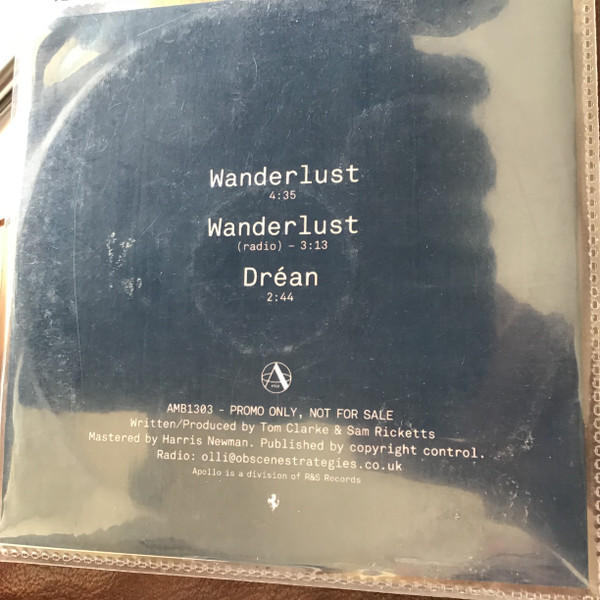 Wanderlust
4:35
Wanderlust
(radio) – 3:13
Dréan
2:44
A
AMB1303 - PROMO ONLY, NOT FOR SALE
Written/Produced by Tom Clarke & Sam Ricketts
Mastered by Harris Newman. Published by copyright control.
Radio: olli@obscenestrategies.co.uk
Apollo is a division of R&S Records